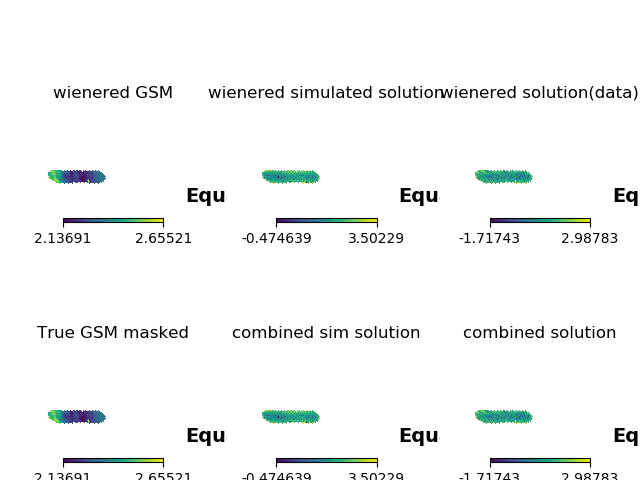 wienered GSM wienered simulated solution wienered solution(data)
Equ Equ Eq
2.13691 2.65521 -0.474639 3.50229 -1.71743 2.98783
True GSM masked combined sim solution combined solution
Equ Equ Eq
2.13691 2.65521 -0.474639 3.50229 -1.71743 2.98783